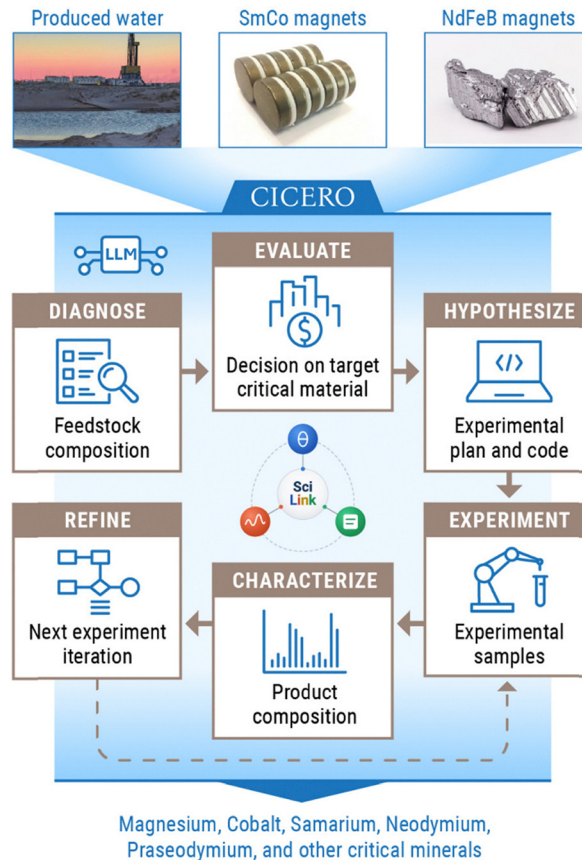 Produced water
SmCo magnets
NdFeB magnets
CICERO
LLM
EVALUATE
Decision on target
critical material
DIAGNOSE
Feedstock
composition
HYPOTHESIZE
</>
Experimental
plan and code
$
θ
Sci
Link
REFINE
Next experiment
iteration
CHARACTERIZE
Product
composition
EXPERIMENT
Experimental
samples
Magnesium, Cobalt, Samarium, Neodymium,
Praseodymium, and other critical minerals